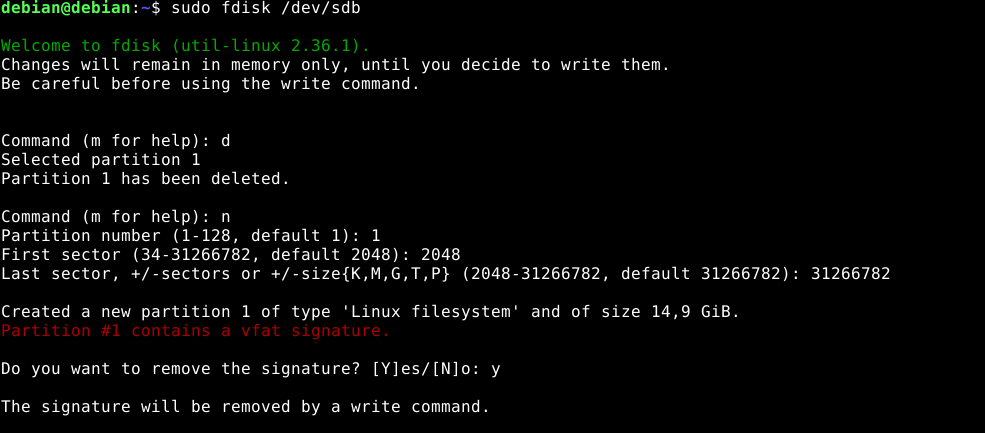 debian@debian:~$ sudo fdisk /dev/sdb
Welcome to fdisk (util-linux 2.36.1).
Changes will remain in memory only, until you decide to write them.
Be careful before using the write command.
Command (m for help): d
Selected partition 1
Partition 1 has been deleted.
Command (m for help): n
Partition number (1-128, default 1): 1
First sector (34-31266782, default 2048): 2048
Last sector, +/-sectors or +/-size{K,M,G,T,P} (2048-31266782, default 31266782): 31266782
Created a new partition 1 of type 'Linux filesystem' and of size 14,9 GiB.
Partition #1 contains a vfat signature.
Do you want to remove the signature? [Y]es/[N]o: y
The signature will be removed by a write command.